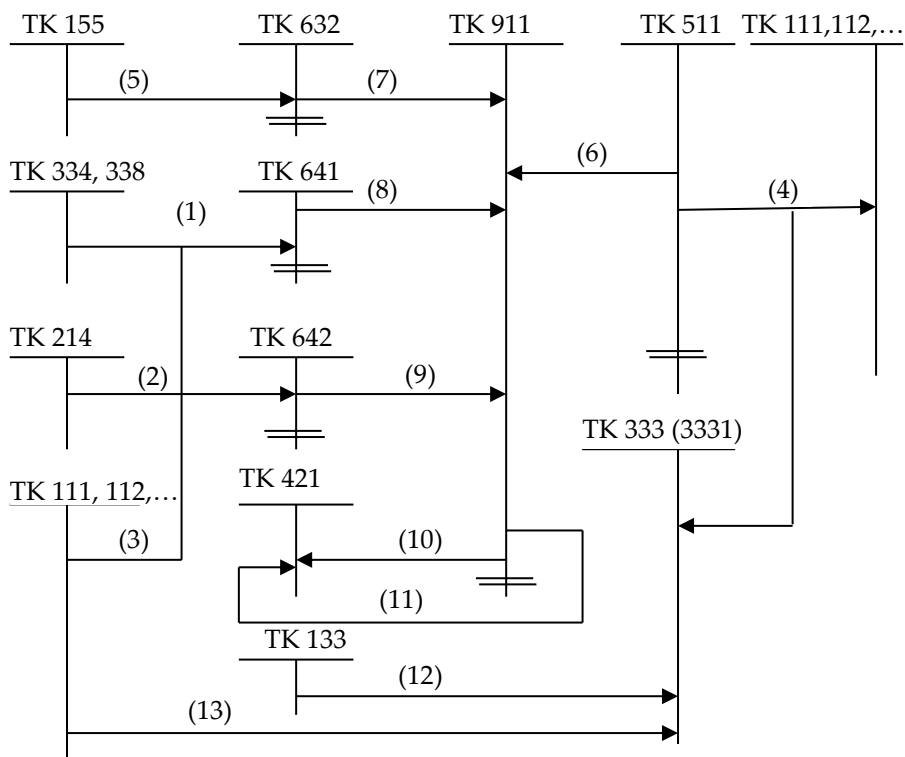 TK 155 TK 632 TK 911 TK 511 TK 111,112,…
(5) (7)
(6)
TK 334, 338 TK 641
(1) (8) (4)
TK 214 TK 642
(2) (9)
TK 333 (3331)
TK 111, 112,… TK 421
(3) (10)
(11)
TK 133
(12)
(13)